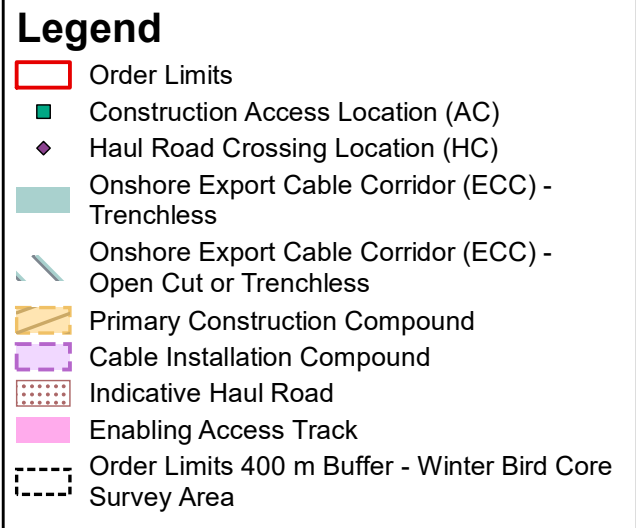 Legend
Order Limits
Construction Access Location (AC)
Haul Road Crossing Location (HC)
Onshore Export Cable Corridor (ECC) -
Trenchless
Onshore Export Cable Corridor (ECC) -
Open Cut or Trenchless
Primary Construction Compound
Cable Installation Compound
Indicative Haul Road
Enabling Access Track
Order Limits 400 m Buffer - Winter Bird Core
Survey Area